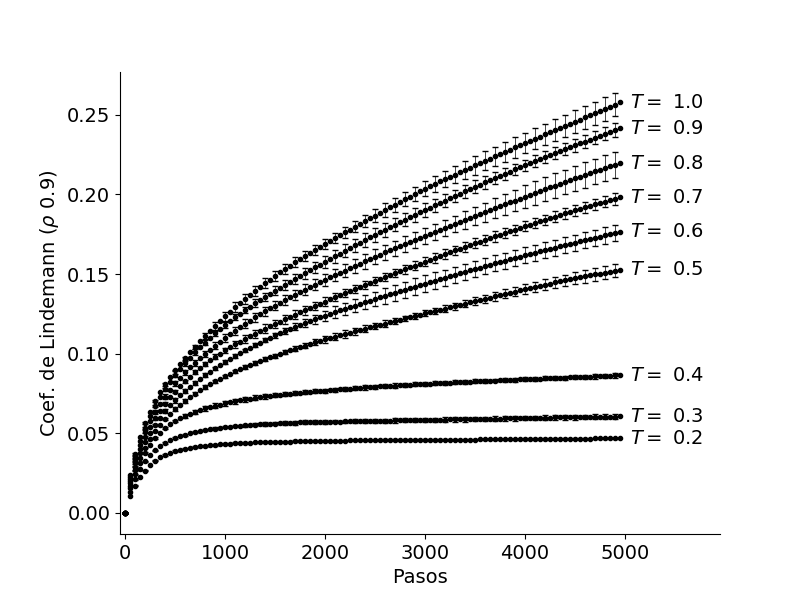 0.25
0.20
0.15
0.10
0.05
0.00
Coef. de Lindemann (ρ 0.9)
T = 1.0
T = 0.9
T = 0.8
T = 0.7
T = 0.6
T = 0.5
T = 0.4
T = 0.3
T = 0.2
0 1000 2000 3000 4000 5000
Pasos